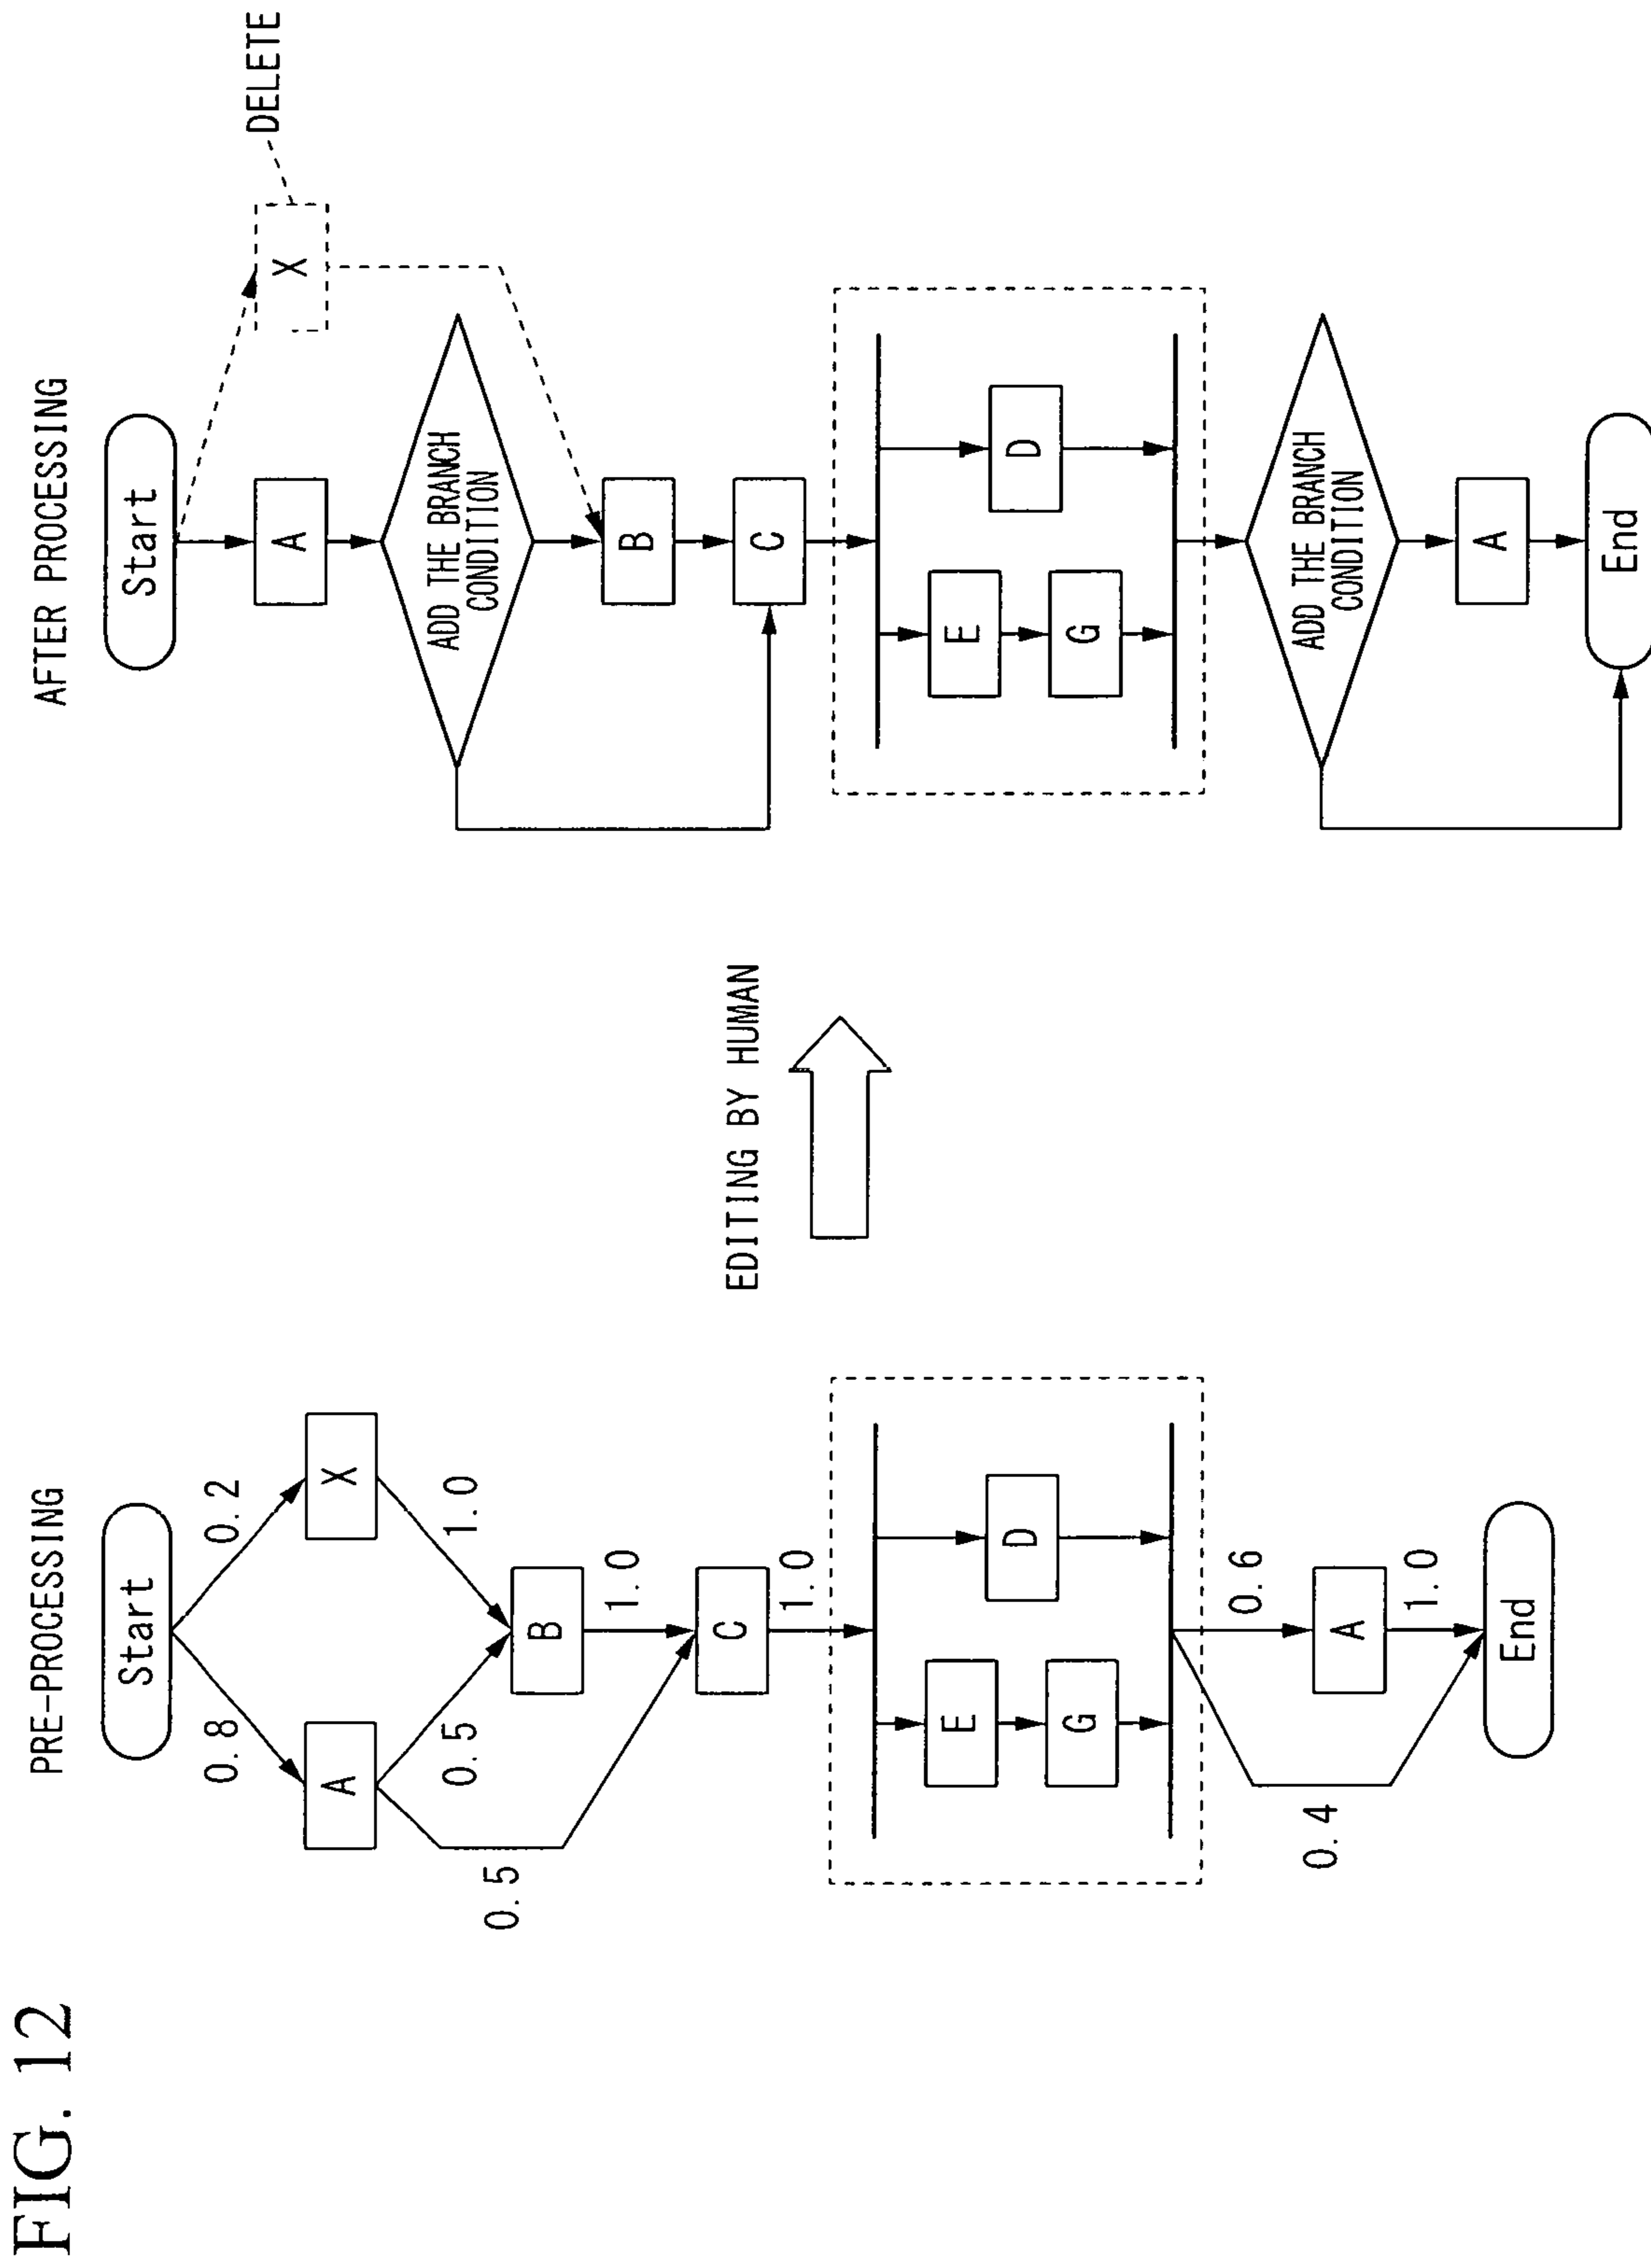 FIG. 12
PRE-PROCESSING
Start
0.8
0.2
A
X
0.5
1.0
0.5
B
1.0
C
1.0
E
D
G
0.6
0.4
A
1.0
End
EDITING BY HUMAN
AFTER PROCESSING
Start
DELETE
X
A
ADD THE BRANCH
CONDITION
B
C
E
D
G
ADD THE BRANCH
CONDITION
A
End